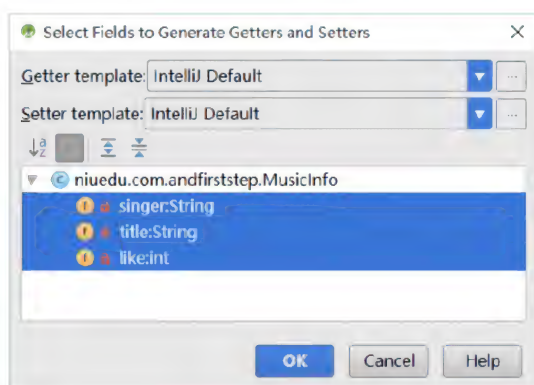 Select Fields to Generate Getters and Setters
Getter template: IntelliJ Default
Setter template: IntelliJ Default
niuedu.com.andfirststep.MusicInfo
singer:String
title:String
like:int
OK Cancel Help